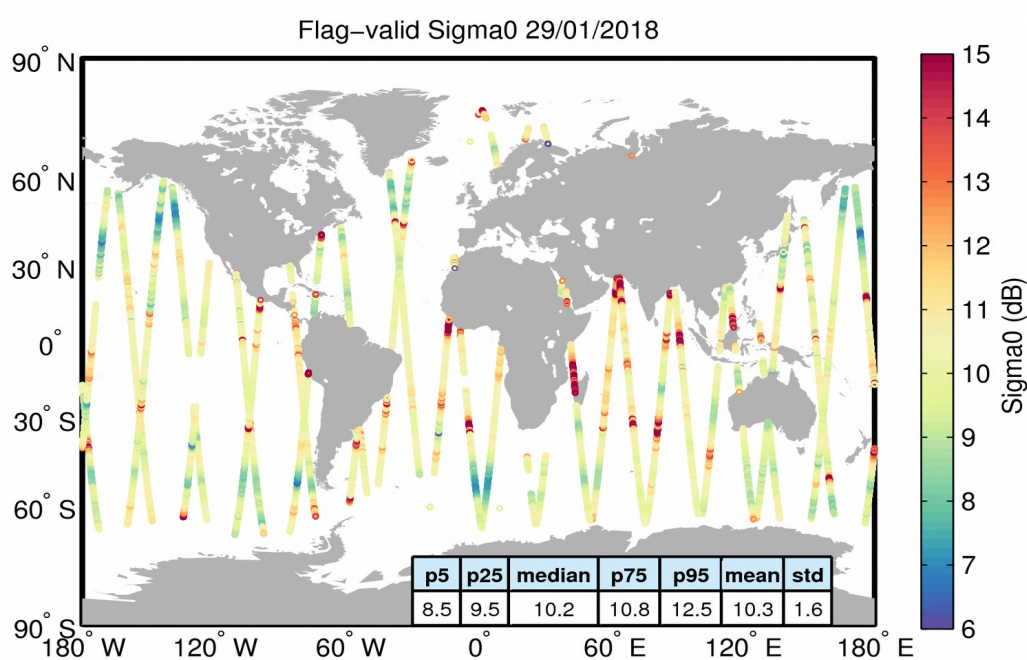 Flag−valid Sigma0 29/01/2018
90° N
60° N
30° N
0°
30° S
60° S
90° S
180° W
120° W
60° W
0°
60° E
120° E
180° E
15
14
13
12
11
10
9
8
7
6
Sigma0 (dB)
p5 p25 median p75 p95 mean std
8.5 9.5 10.2 10.8 12.5 10.3 1.6